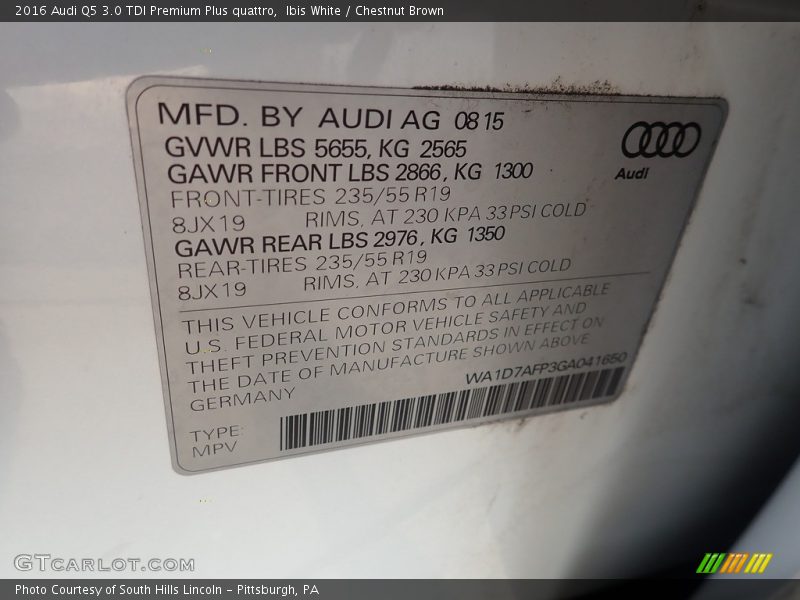 2016 Audi Q5 3.0 TDI Premium Plus quattro,  Ibis White / Chestnut Brown
MFD. BY AUDI AG 08 15
GVWR LBS 5655, KG 2565
GAWR FRONT LBS 2866, KG 1300
FRONT-TIRES 235/55 R19
8JX19 RIMS, AT 230 KPA 33 PSI COLD
GAWR REAR LBS 2976, KG 1350
REAR-TIRES 235/55 R19
8JX19 RIMS, AT 230 KPA 33 PSI COLD
Audi
THIS VEHICLE CONFORMS TO ALL APPLICABLE
U.S. FEDERAL MOTOR VEHICLE SAFETY AND
THEFT PREVENTION STANDARDS IN EFFECT ON
THE DATE OF MANUFACTURE SHOWN ABOVE
GERMANY WA1D7AFP3GA041650
TYPE:
MPV
GTCARLOT.COM
Photo Courtesy of South Hills Lincoln – Pittsburgh, PA